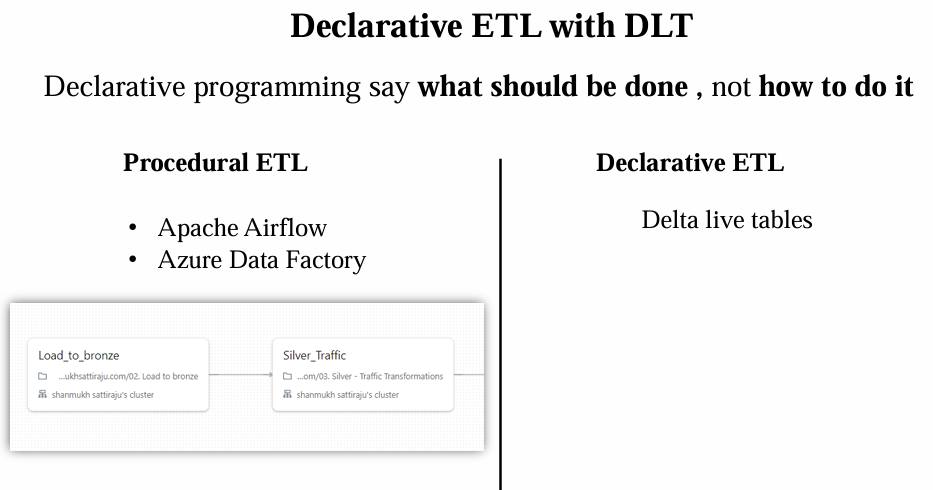 Declarative ETL with DLT
Declarative programming say what should be done , not how to do it
Procedural ETL
• Apache Airflow
• Azure Data Factory
Load_to_bronze
...ukhsattiraju.com/02. Load to bronze
shanmukh sattiraju's cluster
Silver_Traffic
...om/03. Silver - Traffic Transformations
shanmukh sattiraju's cluster
Declarative ETL
Delta live tables